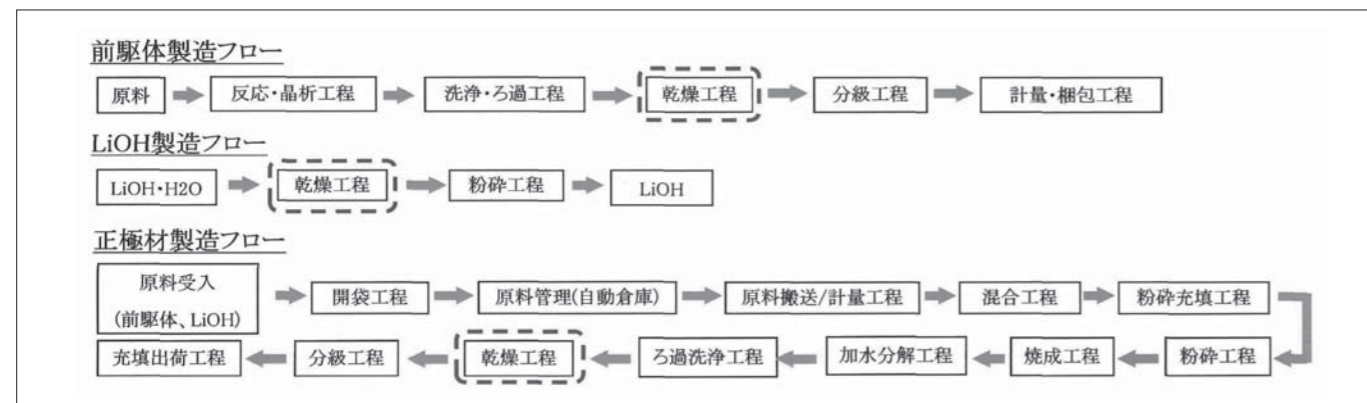 前駆体製造フロー
原料 反応・晶析工程 洗浄・ろ過工程 乾燥工程 分級工程 計量・梱包工程
LiOH製造フロー
LiOH・H2O 乾燥工程 粉砕工程 LiOH
正極材製造フロー
原料受入
(前駆体、LiOH)
開袋工程 原料管理(自動倉庫) 原料搬送/計量工程 混合工程 粉砕充填工程
粉砕工程 焼成工程 加水分解工程 ろ過洗浄工程 乾燥工程 分級工程 充填出荷工程